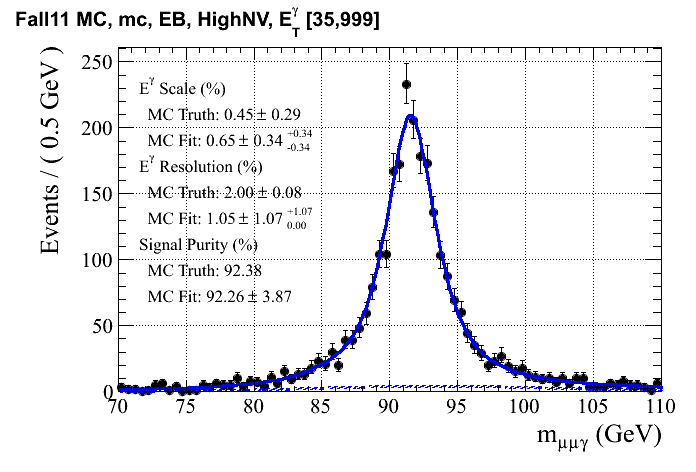 Fall11 MC, mc, EB, HighNV, E_T^γ [35,999]
Events / ( 0.5 GeV )
250
200
150
100
50
0
E^γ Scale (%)
MC Truth: 0.45 ± 0.29
MC Fit: 0.65 ± 0.34 +0.34 -0.34
E^γ Resolution (%)
MC Truth: 2.00 ± 0.08
MC Fit: 1.05 ± 1.07 +1.07 0.00
Signal Purity (%)
MC Truth: 92.38
MC Fit: 92.26 ± 3.87
70 75 80 85 90 95 100 105 110
m_μμγ (GeV)